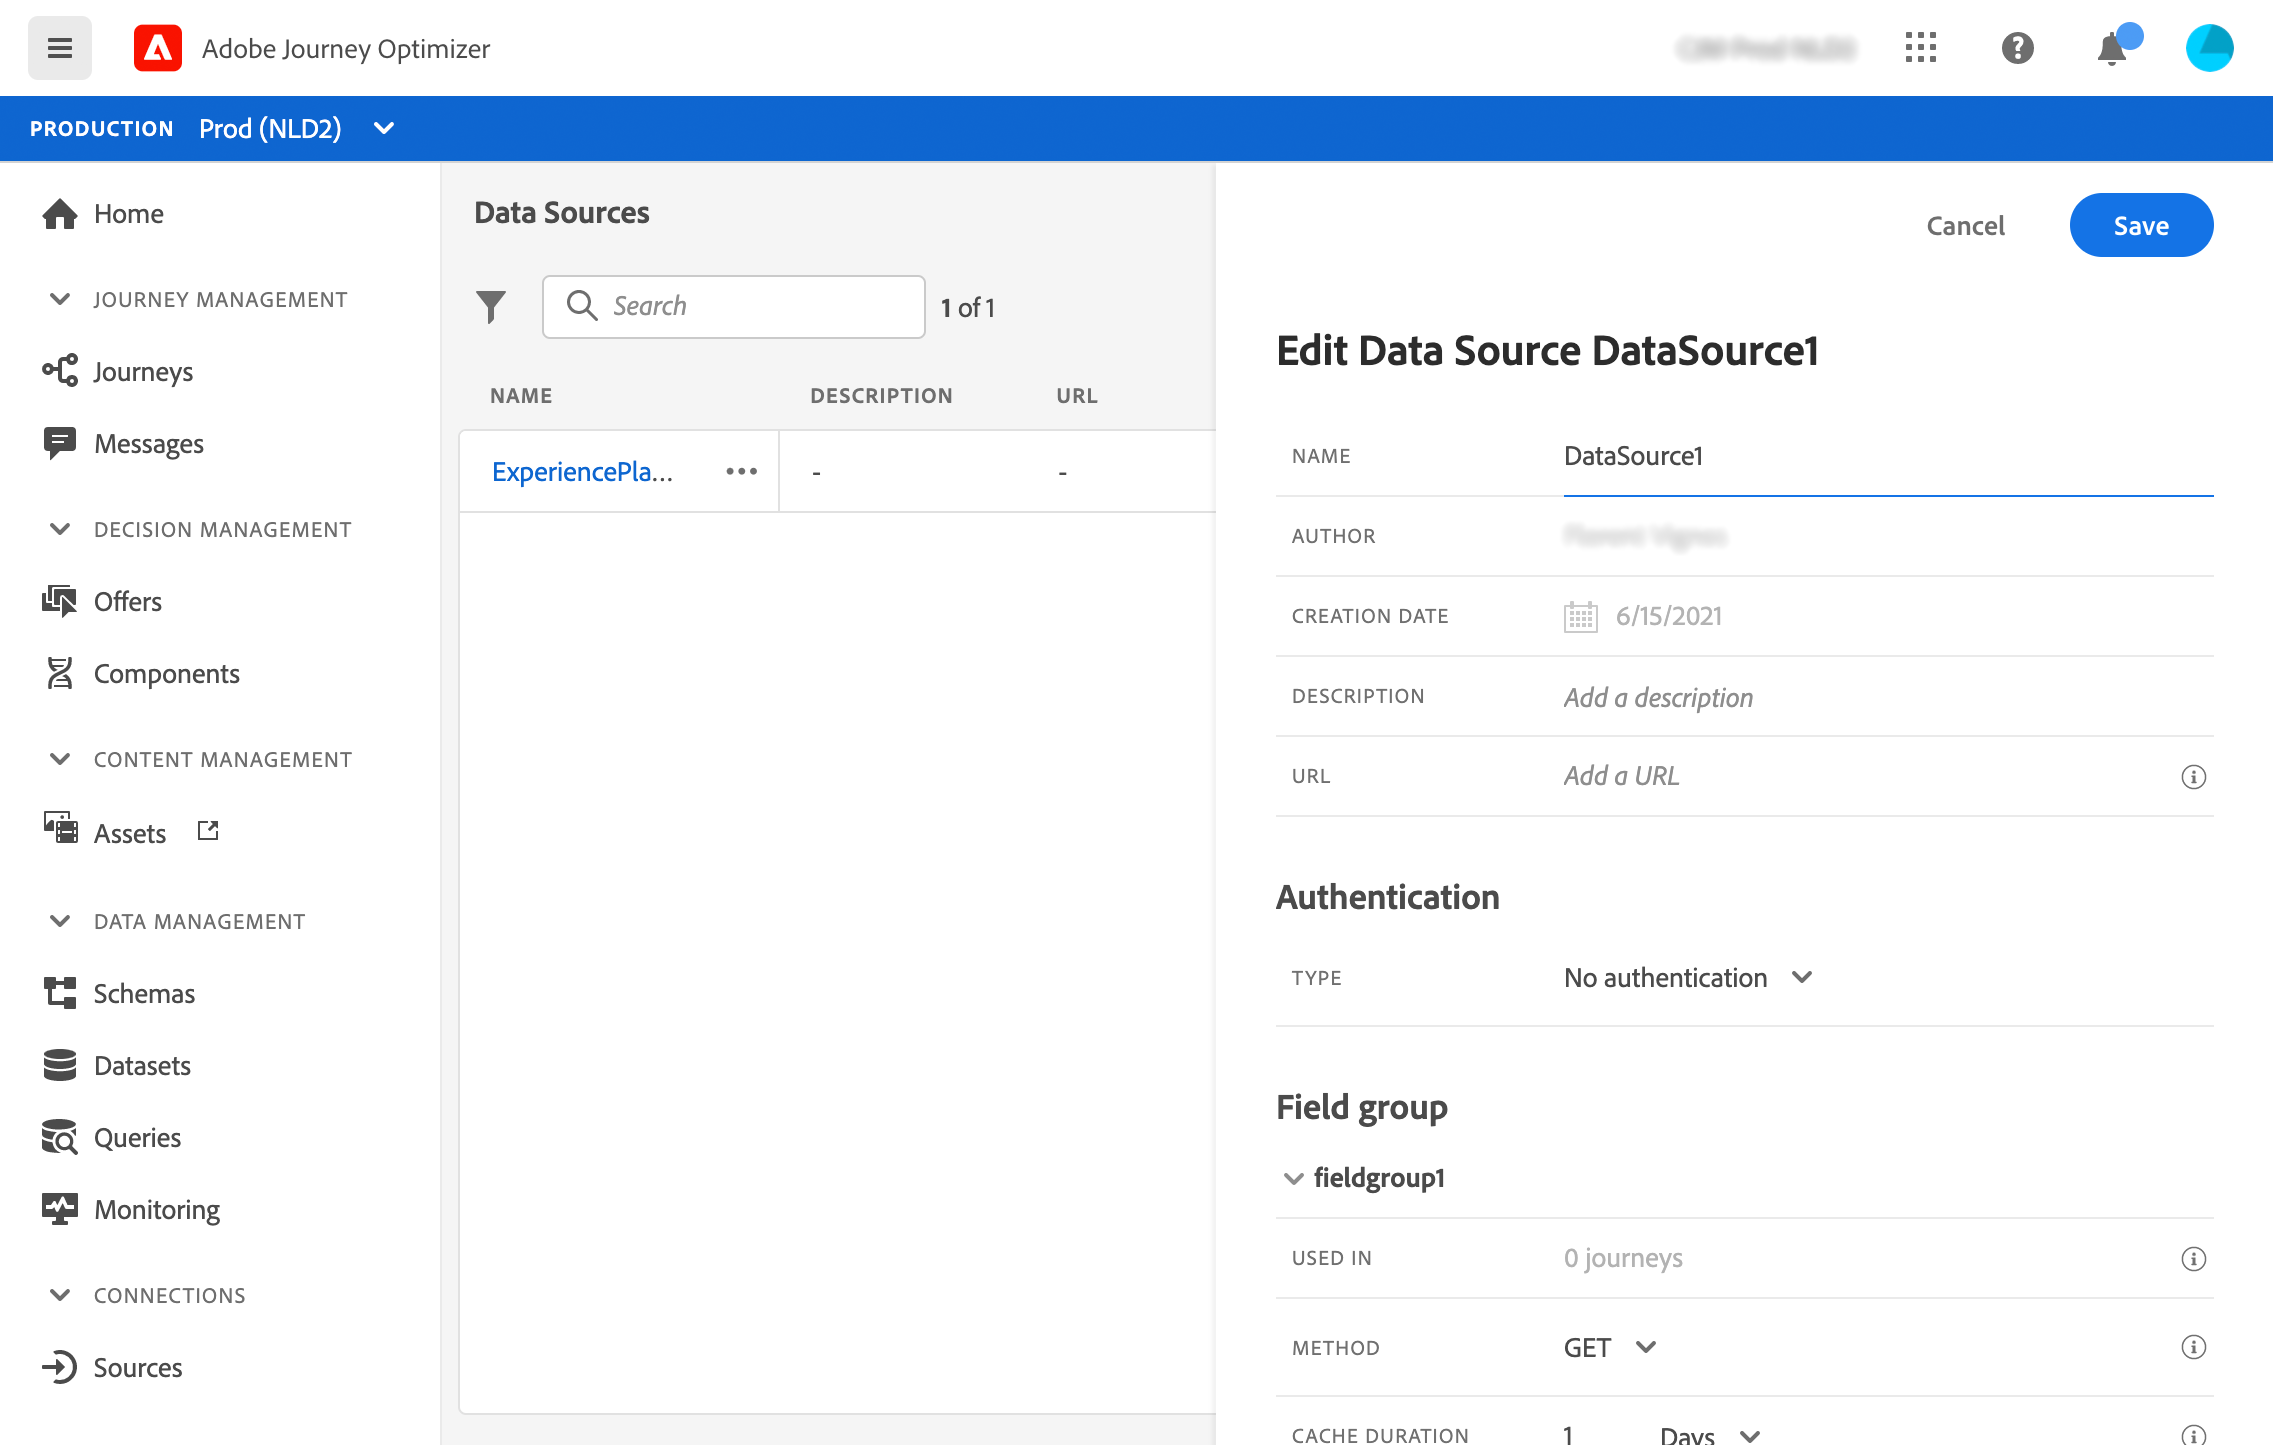 Adobe Journey Optimizer
PRODUCTION Prod (NLD2)
Home
JOURNEY MANAGEMENT
Journeys
Messages
DECISION MANAGEMENT
Offers
Components
CONTENT MANAGEMENT
Assets
DATA MANAGEMENT
Schemas
Datasets
Queries
Monitoring
CONNECTIONS
Sources
Data Sources
Search
1 of 1
NAME DESCRIPTION URL
ExperiencePla... - -
Cancel Save
Edit Data Source DataSource1
NAME DataSource1
AUTHOR
CREATION DATE 6/15/2021
DESCRIPTION Add a description
URL Add a URL
Authentication
TYPE No authentication
Field group
fieldgroup1
USED IN 0 journeys
METHOD GET
CACHE DURATION 1 Days